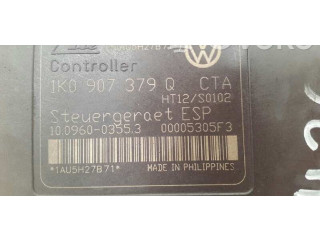 Controller
1K0 907 379 Q CTA
HT12/S0102
Steuergeraet ESP
10.0960-0355.3 00005305F3
*1AU5H27B71*
MADE IN PHILIPPINES